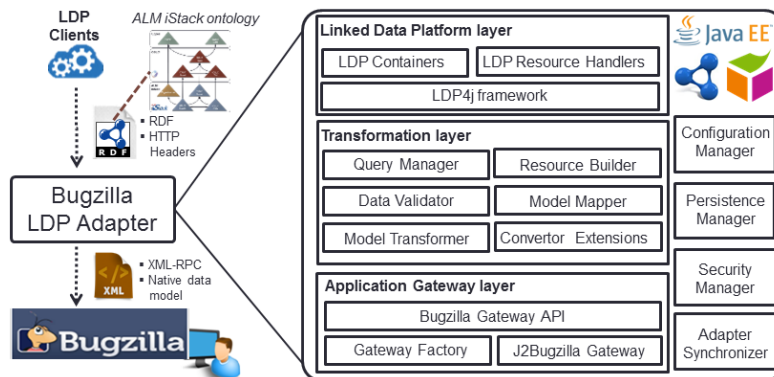 LDP
Clients
ALM iStack ontology
RDF
▪ RDF
▪ HTTP
Headers
Bugzilla
LDP Adapter
</>
XML
▪ XML-RPC
▪ Native data
model
Bugzilla
Linked Data Platform layer
LDP Containers
LDP Resource Handlers
LDP4j framework
Transformation layer
Query Manager
Resource Builder
Data Validator
Model Mapper
Model Transformer
Convertor Extensions
Application Gateway layer
Bugzilla Gateway API
Gateway Factory
J2Bugzilla Gateway
Java EE™
Configuration
Manager
Persistence
Manager
Security
Manager
Adapter
Synchronizer